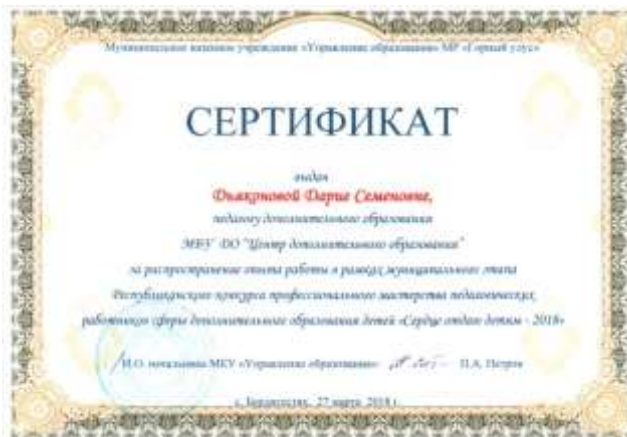 Муниципальное казенное учреждение «Управление образования» МР «Горный улус»
СЕРТИФИКАТ
выдан
Дьяконовой Дарие Семеновне,
педагогу дополнительного образования
МБУ ДО "Центр дополнительного образования"
за распространение опыта работы в рамках муниципального этапа
Республиканского конкурса профессионального мастерства педагогических
работников сферы дополнительного образования детей «Сердце отдаю детям - 2018»
И.О. начальника МКУ «Управление образования» П.А. Петров
с. Бердигестях, 27 марта 2018 г.